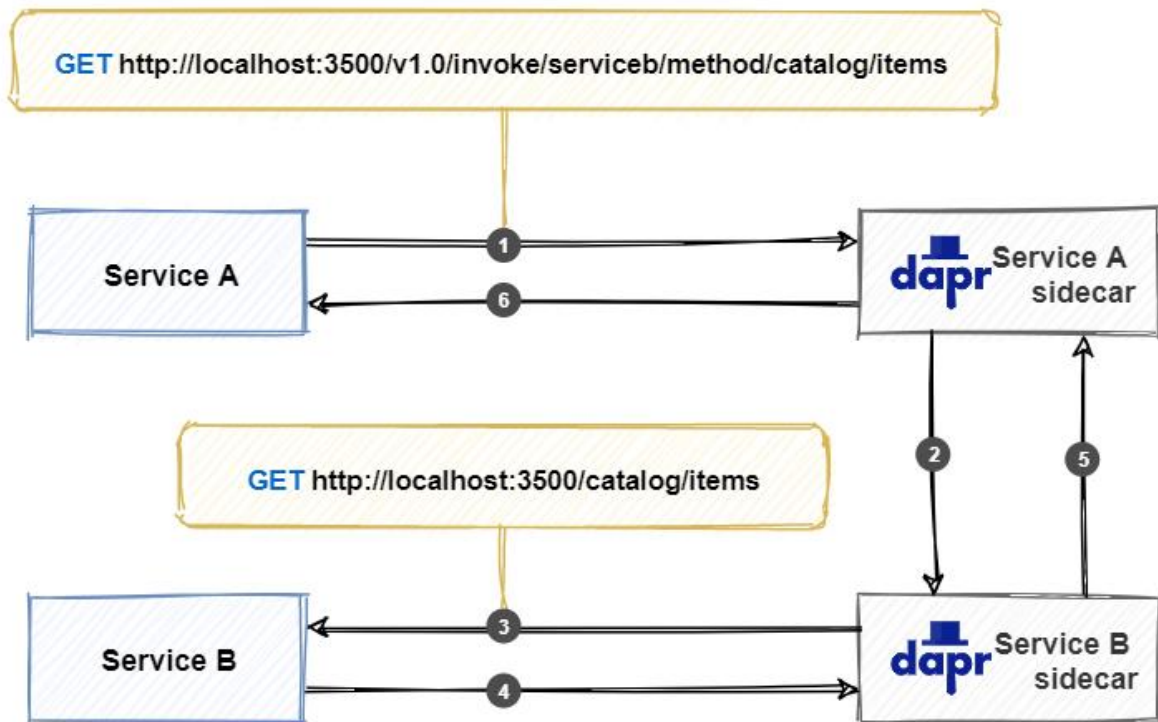 GET http://localhost:3500/v1.0/invoke/serviceb/method/catalog/items
Service A
1
6
dapr
Service A
sidecar
2
5
GET http://localhost:3500/catalog/items
Service B
3
4
dapr
Service B
sidecar